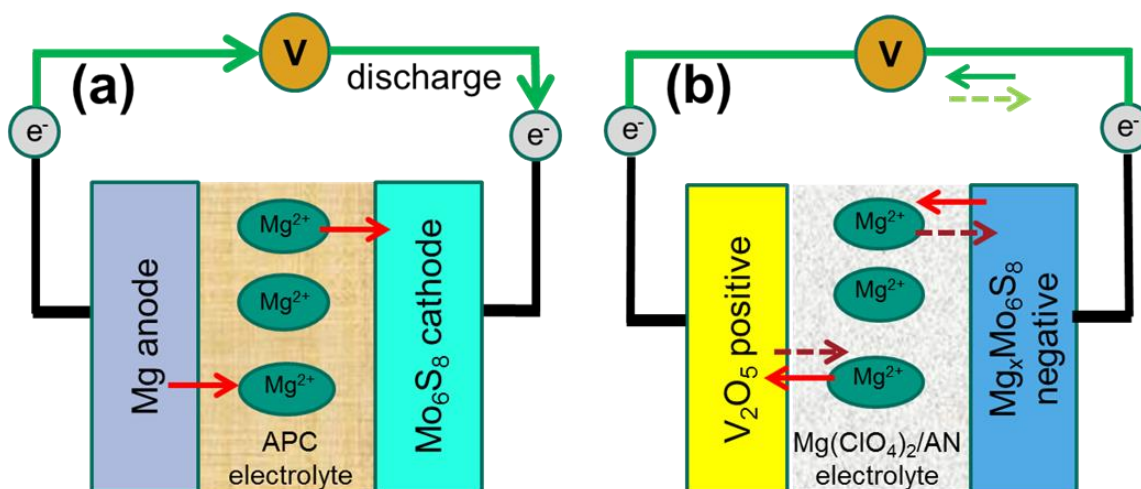 (a)
V
discharge
e⁻
e⁻
Mg anode
Mg²⁺
Mg²⁺
Mg²⁺
APC
electrolyte
Mo₆S₈ cathode
(b)
V
e⁻
e⁻
V₂O₅ positive
Mg²⁺
Mg²⁺
Mg²⁺
Mg(ClO₄)₂/AN
electrolyte
MgₓMo₆S₈
negative